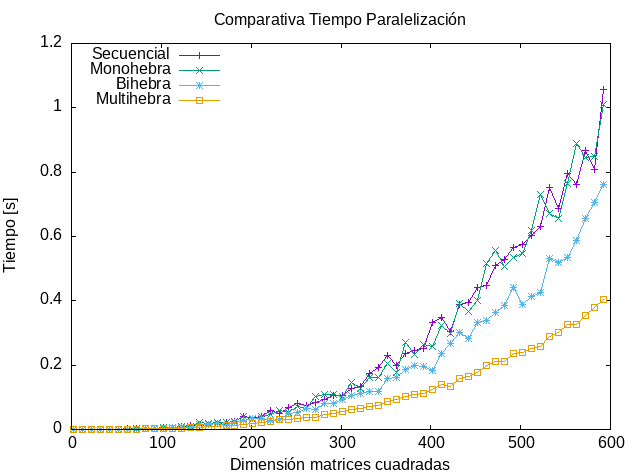 Comparativa Tiempo Paralelización
1.2
1
0.8
0.6
0.4
0.2
0
Tiempo [s]
Secuencial
Monohebra
Bihebra
Multihebra
0 100 200 300 400 500 600
Dimensión matrices cuadradas